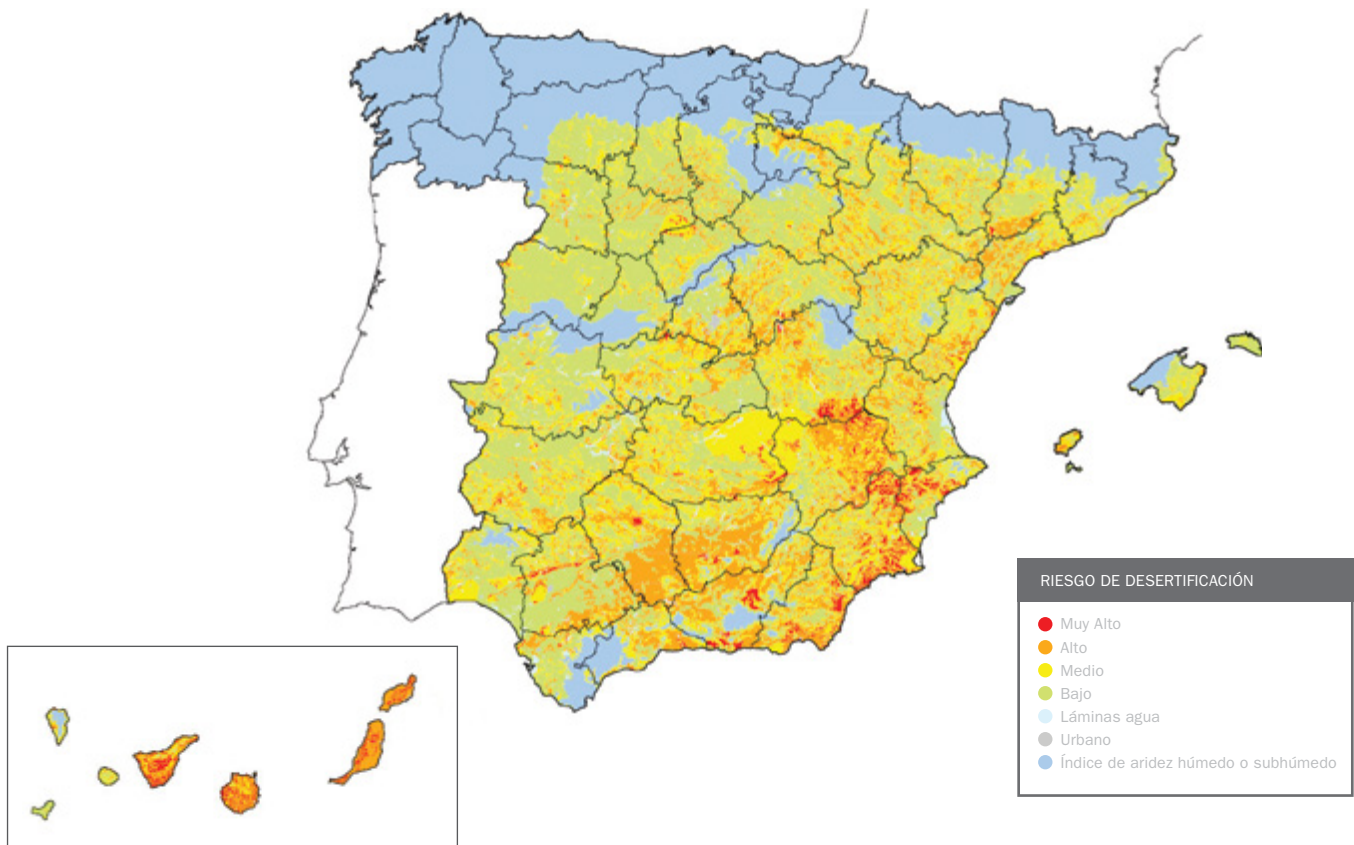 RIESGO DE DESERTIFICACIÓN
Muy Alto
Alto
Medio
Bajo
Láminas agua
Urbano
Índice de aridez húmedo o subhúmedo